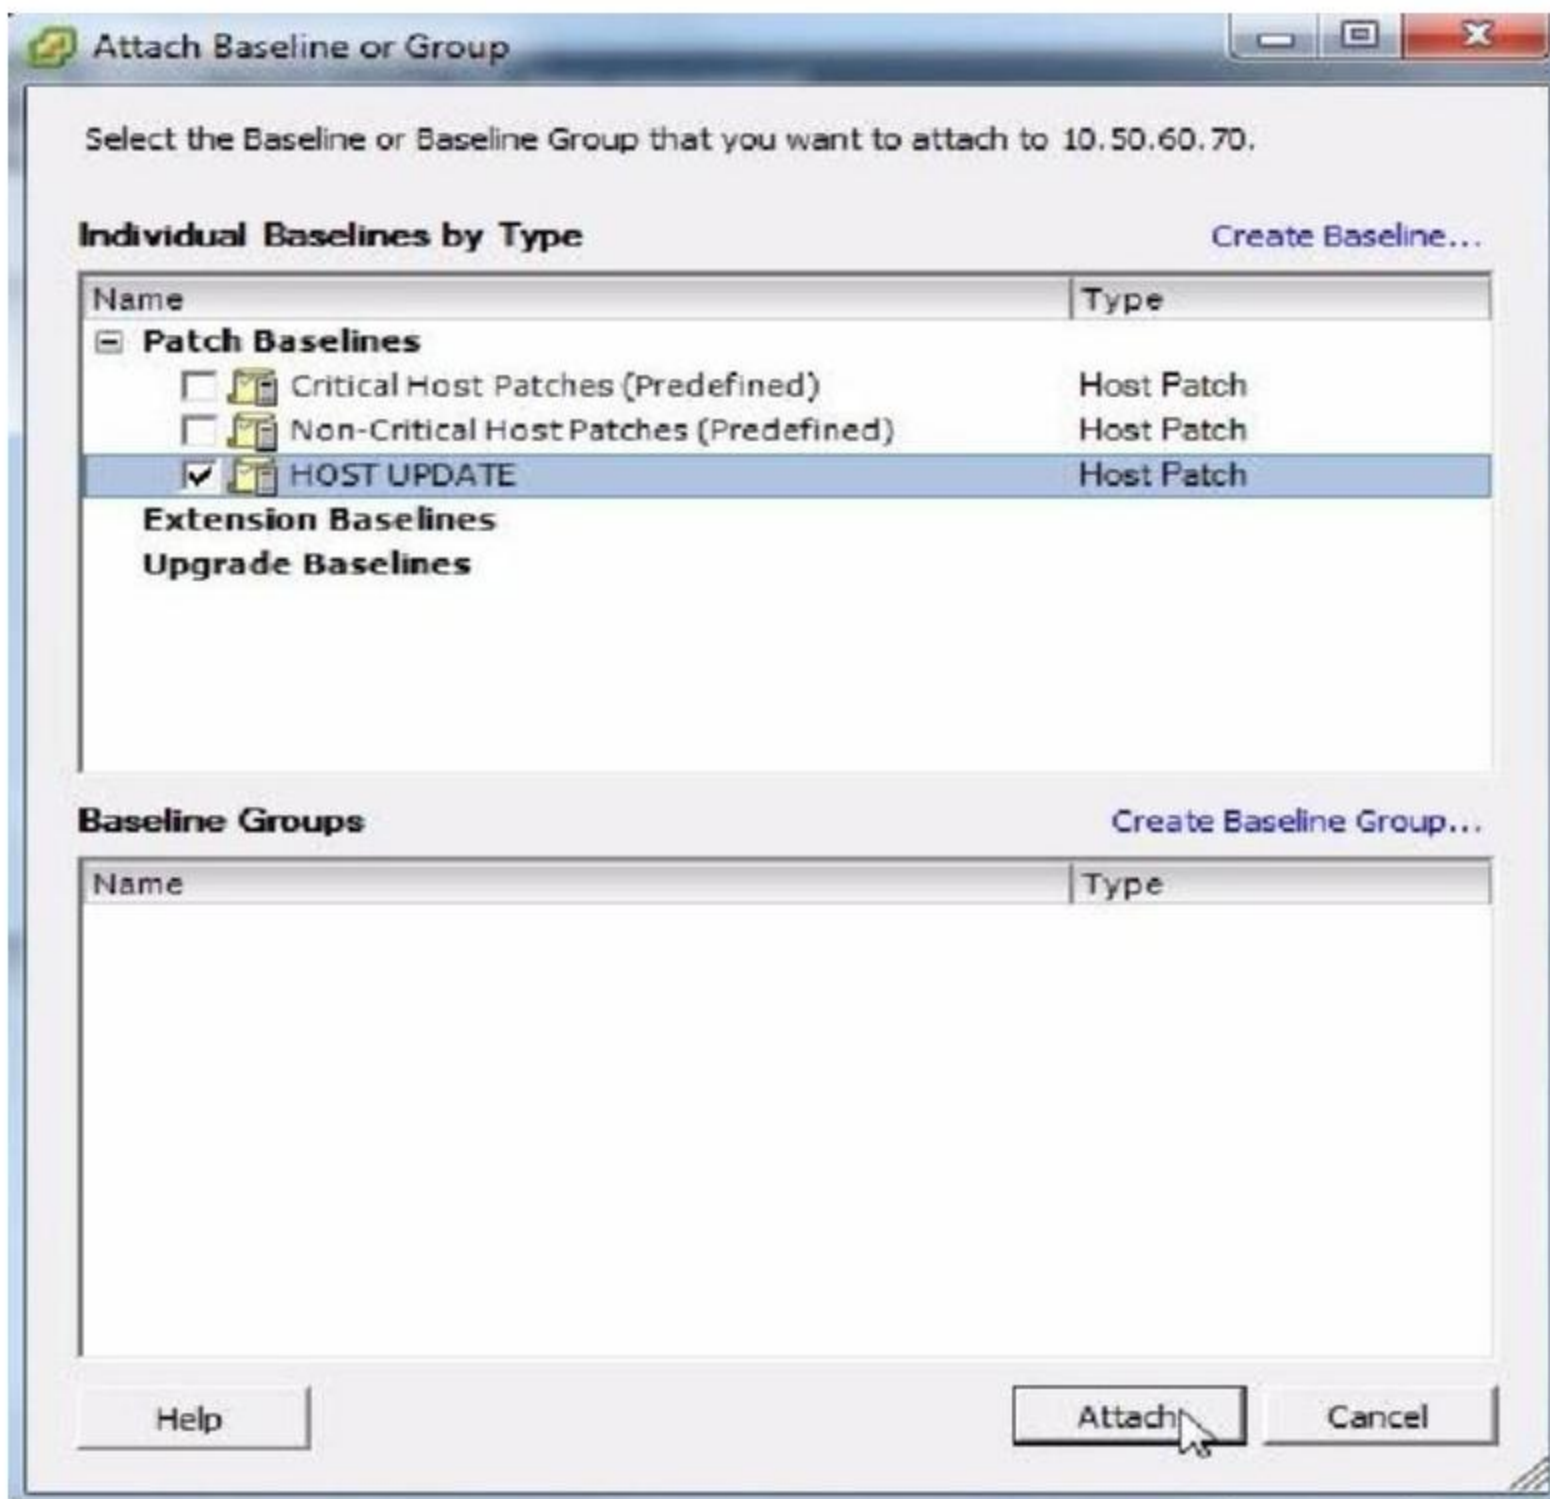 Attach Baseline or Group
Select the Baseline or Baseline Group that you want to attach to 10.50.60.70.
Individual Baselines by Type Create Baseline...
Name Type
Patch Baselines
Critical Host Patches (Predefined) Host Patch
Non-Critical Host Patches (Predefined) Host Patch
HOST UPDATE Host Patch
Extension Baselines
Upgrade Baselines
Baseline Groups Create Baseline Group...
Name Type
Help Attach Cancel